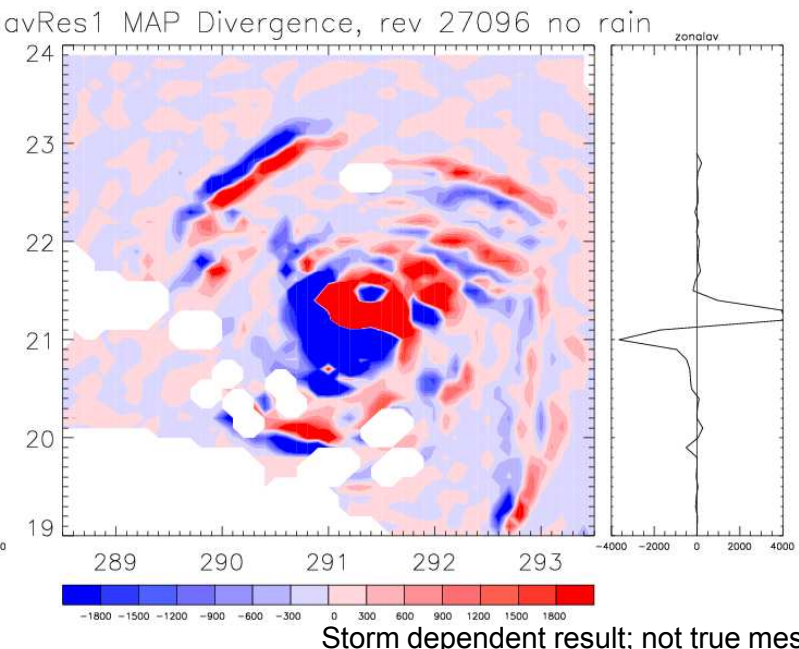 avRes1 MAP Divergence, rev 27096 no rain
zonalav
24
23
22
21
20
19
0
289 290 291 292 293
-4000 -2000 0 2000 4000
-1800 -1500 -1200 -900 -600 -300 0 300 600 900 1200 1500 1800
Storm dependent result; not true mes